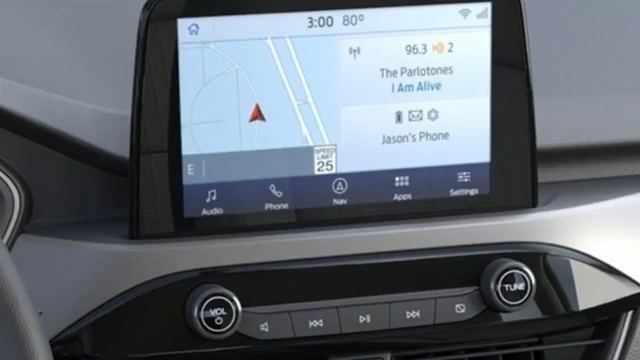 3:00 80°
96.3 2
The Parlotones
I Am Alive
Jason's Phone
E
SPEED
LIMIT
25
Audio Phone Nav Apps Settings
VOL TUNE